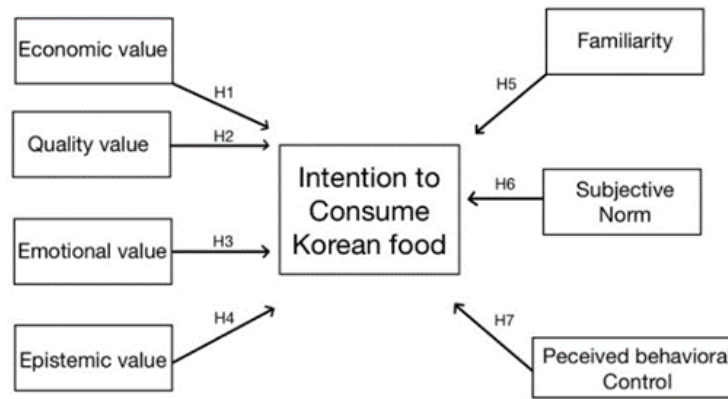 Economic value
H1
Quality value
H2
Emotional value
H3
Epistemic value
H4
Intention to
Consume
Korean food
Familiarity
H5
Subjective
Norm
H6
Peceived behaviora
Control
H7